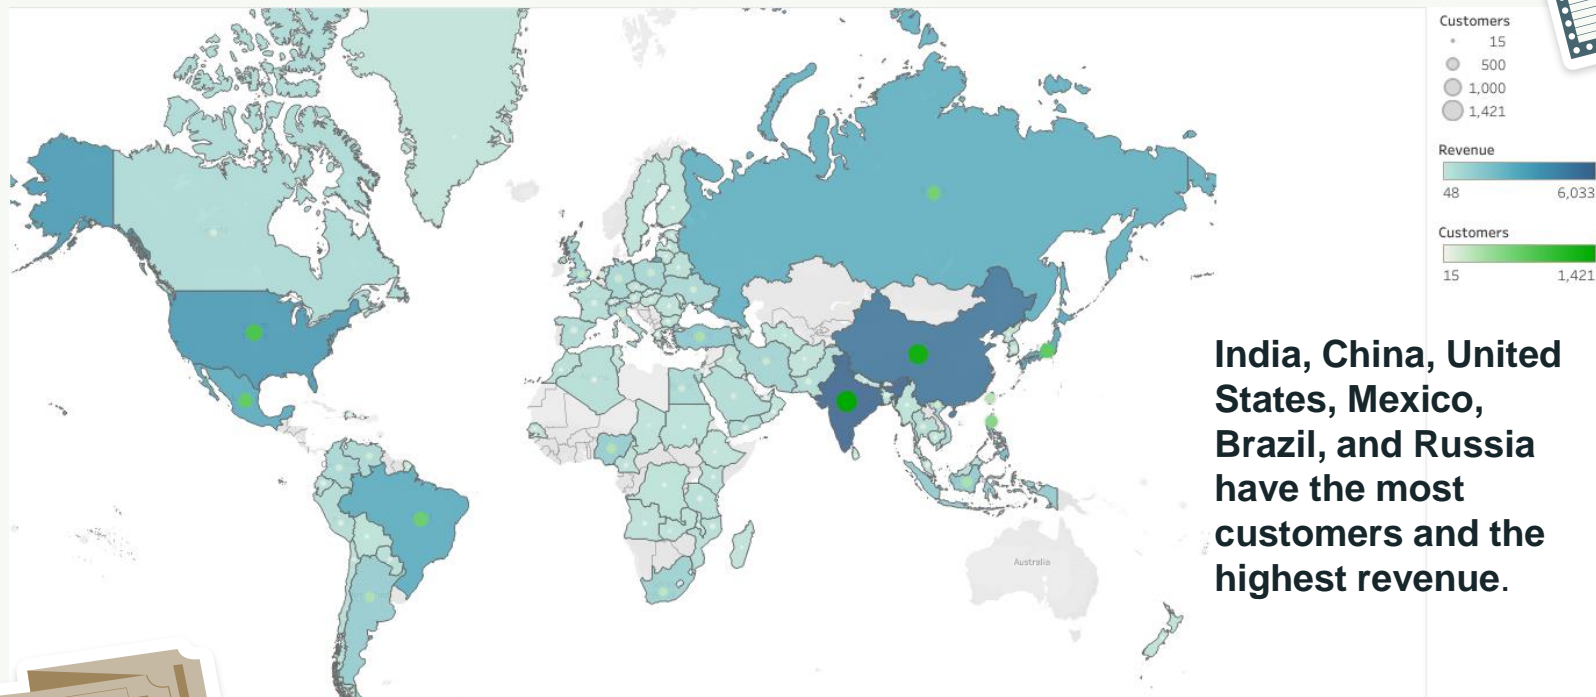 Customers
15
500
1,000
1,421
Revenue
48 6,033
Customers
15 1,421
India, China, United
States, Mexico,
Brazil, and Russia
have the most
customers and the
highest revenue.
Australia